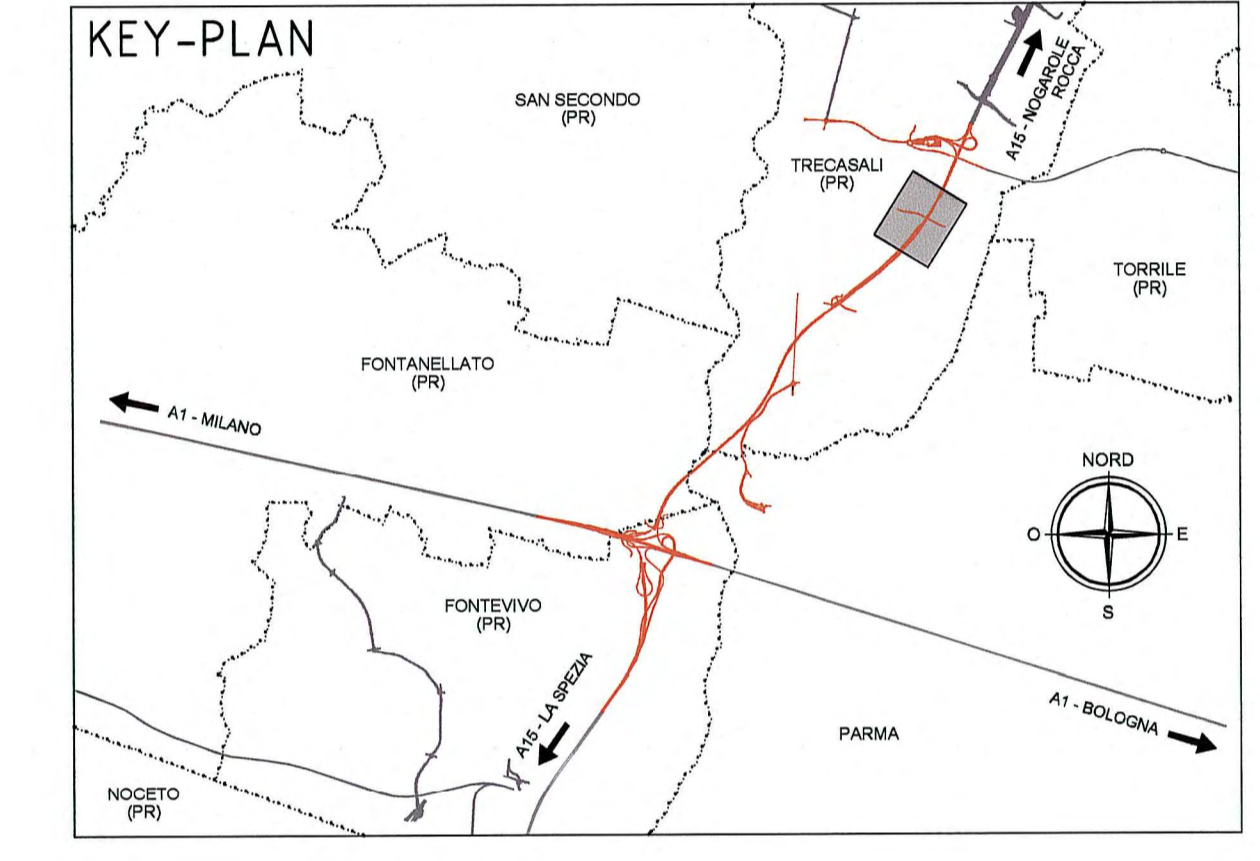 KEY-PLAN
SAN SECONDO
(PR)
A15 - NOGAROLE
ROCCA
TRECASALI
(PR)
TORRILE
(PR)
FONTANELLATO
(PR)
A1 - MILANO
NORD
O
E
S
FONTEVIVO
(PR)
A15 - LA SPEZIA
A1 - BOLOGNA
PARMA
NOCETO
(PR)